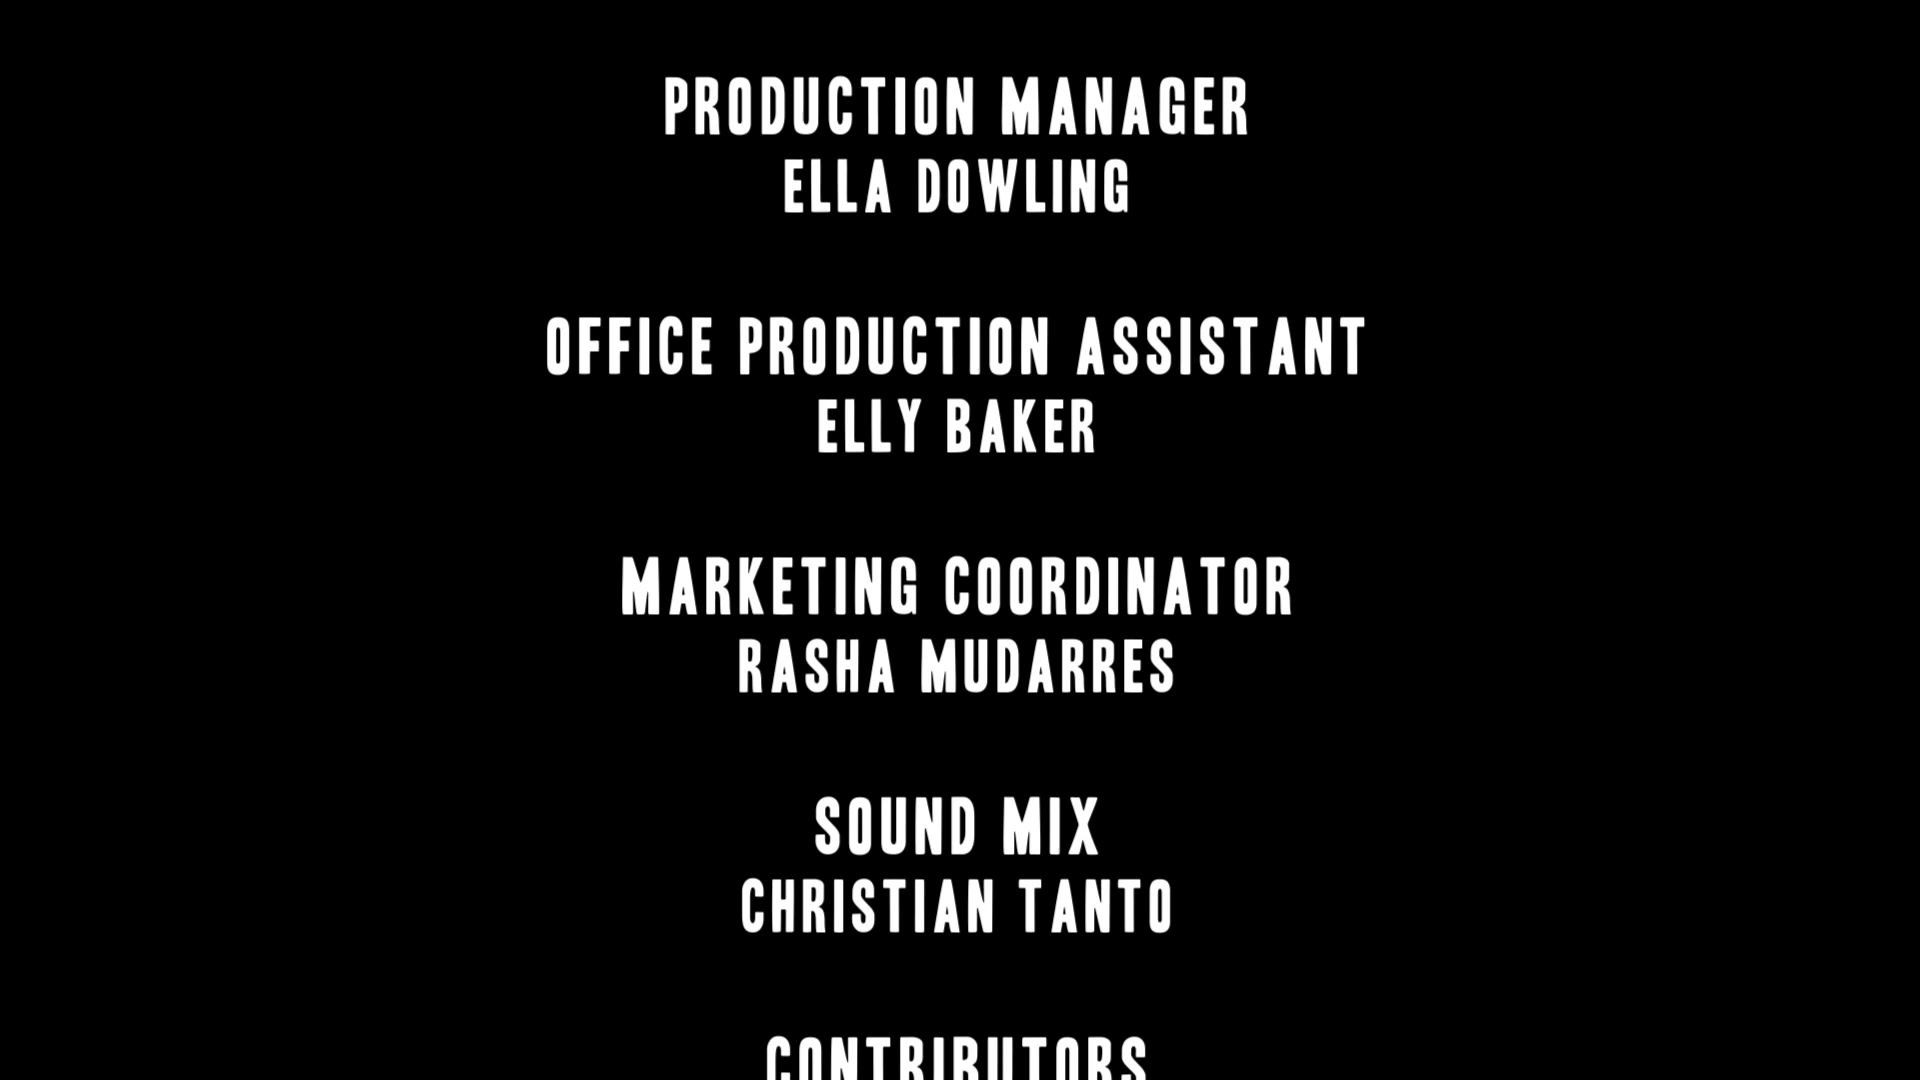 PRODUCTION MANAGER
ELLA DOWLING
OFFICE PRODUCTION ASSISTANT
ELLY BAKER
MARKETING COORDINATOR
RASHA MUDARRES
SOUND MIX
CHRISTIAN TANTO
CONTRIBUTORS